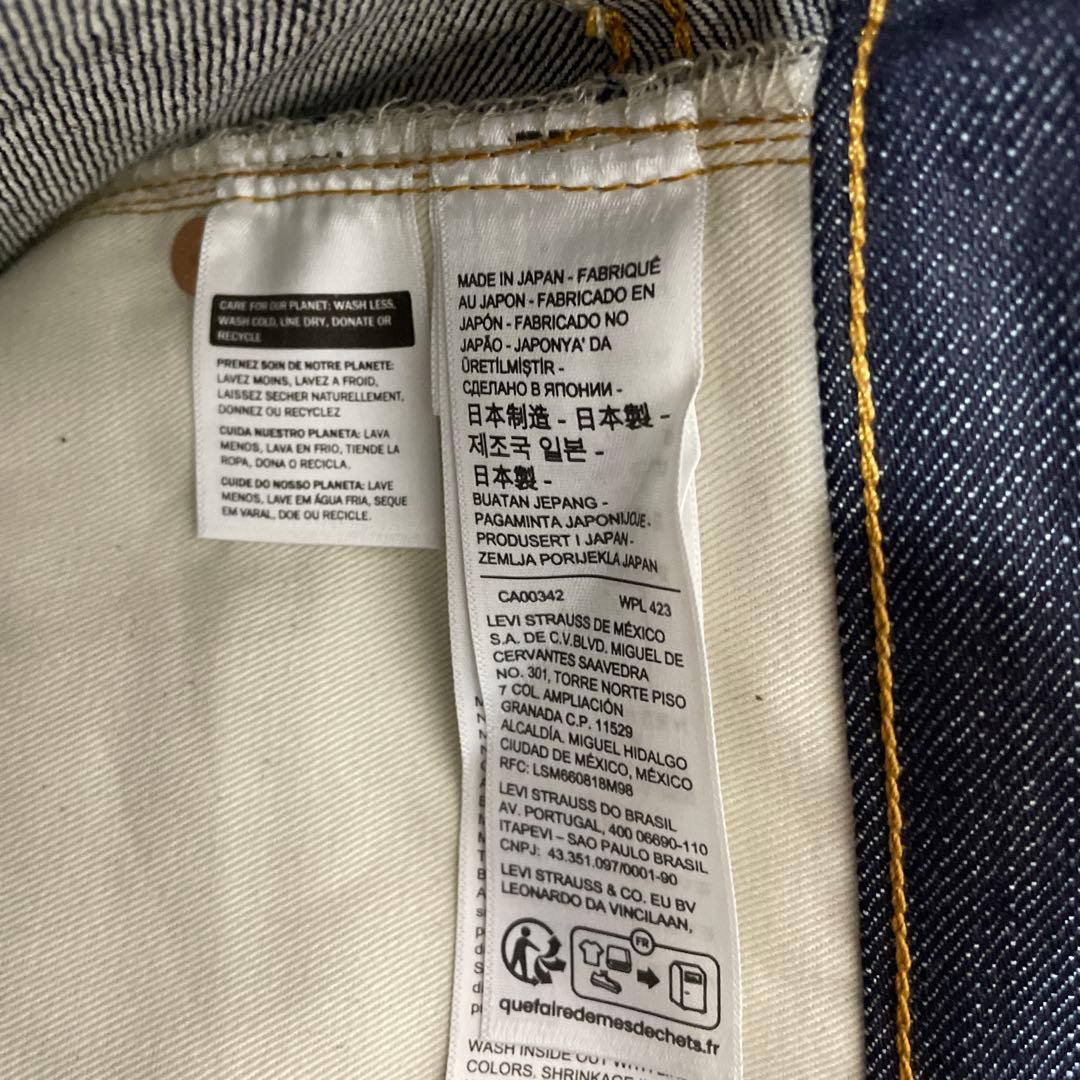 CARE FOR OUR PLANET: WASH LESS,
WASH COLD, LINE DRY, DONATE OR
RECYCLE
PRENEZ SOIN DE NOTRE PLANETE:
LAVEZ MOINS, LAVEZ A FROID,
LAISSEZ SECHER NATURELLEMENT,
DONNEZ OU RECYCLEZ
CUIDA NUESTRO PLANETA: LAVA
MENOS, LAVA EN FRIO, TIENDE LA
ROPA, DONA O RECICLA.
CUIDE DO NOSSO PLANETA: LAVE
MENOS, LAVE EM ÁGUA FRIA, SEQUE
EM VARAL, DOE OU RECICLE.
MADE IN JAPAN - FABRIQUÉ
AU JAPON - FABRICADO EN
JAPÓN - FABRICADO NO
JAPÃO - JAPONYA' DA
ÜRETİLMİŞTİR -
СДЕЛАНО В ЯПОНИИ -
日本制造 - 日本製 -
제조국 일본 -
日本製 -
BUATAN JEPANG -
PAGAMINTA JAPONIJOJE -
PRODUSERT I JAPAN -
ZEMLJA PORIJEKLA JAPAN
CA00342 WPL 423
LEVI STRAUSS DE MÉXICO
S.A. DE C.V.BLVD. MIGUEL DE
CERVANTES SAAVEDRA
NO. 301, TORRE NORTE PISO
7 COL. AMPLIACIÓN
GRANADA C.P. 11529
ALCALDÍA. MIGUEL HIDALGO
CIUDAD DE MÉXICO, MÉXICO
RFC: LSM660818M98
LEVI STRAUSS DO BRASIL
AV. PORTUGAL, 400 06690-110
ITAPEVI – SAO PAULO BRASIL
CNPJ: 43.351.097/0001-90
LEVI STRAUSS & CO. EU BV
LEONARDO DA VINCILAAN,
FR
quefairedemesdechets.fr
WASH INSIDE OUT WITH
COLORS. SHRINKAGE